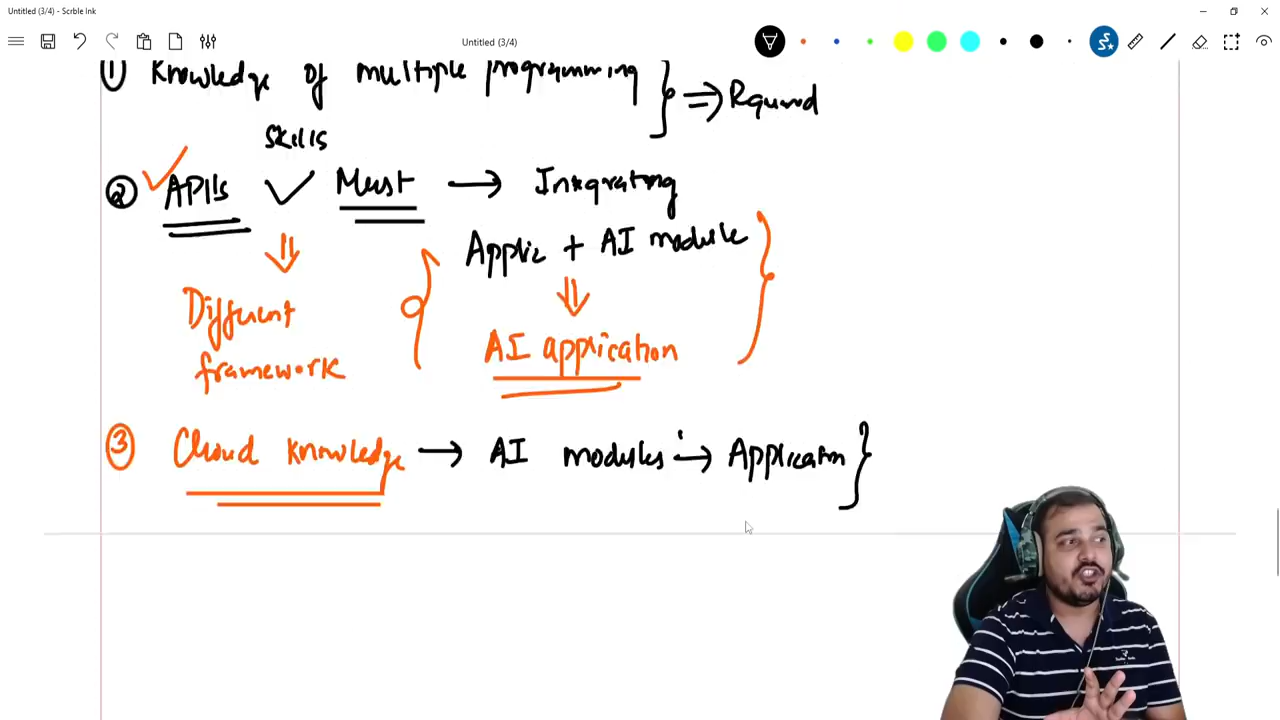 Untitled (3/4) - Scrble Ink
Untitled (3/4)
① Knowledge of multiple programming
skills
⇒ Required
② APIs ✓ Must → Integrating
Applic + AI module
⇓
Different
framework
⇓
AI application
③ Cloud knowledge → AI modules → Application